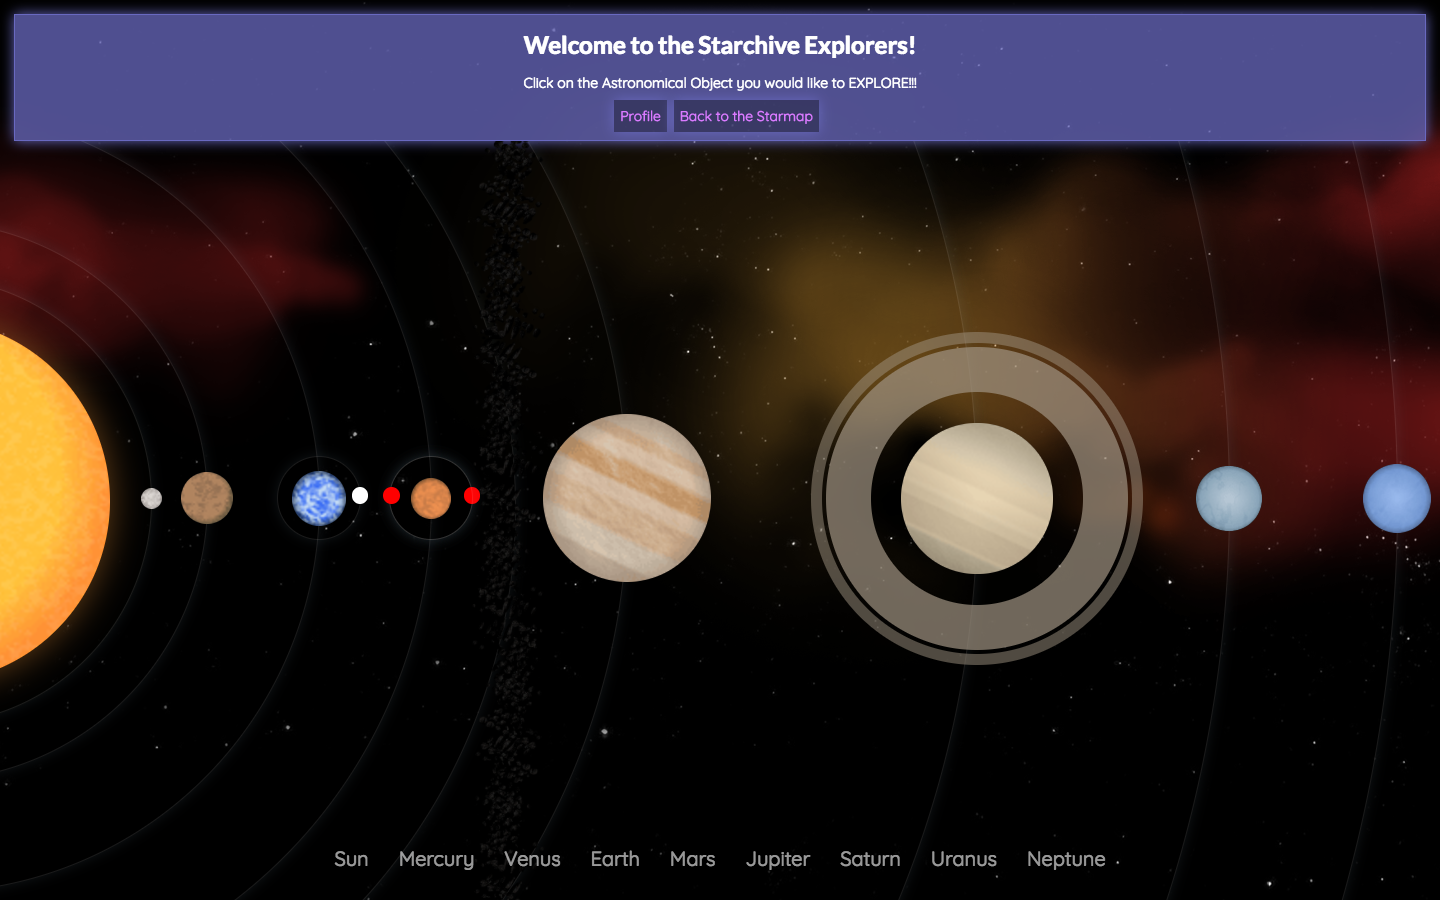 Welcome to the Starchive Explorers!
Click on the Astronomical Object you would like to EXPLORE!!!
Profile Back to the Starmap
Sun Mercury Venus Earth Mars Jupiter Saturn Uranus Neptune .